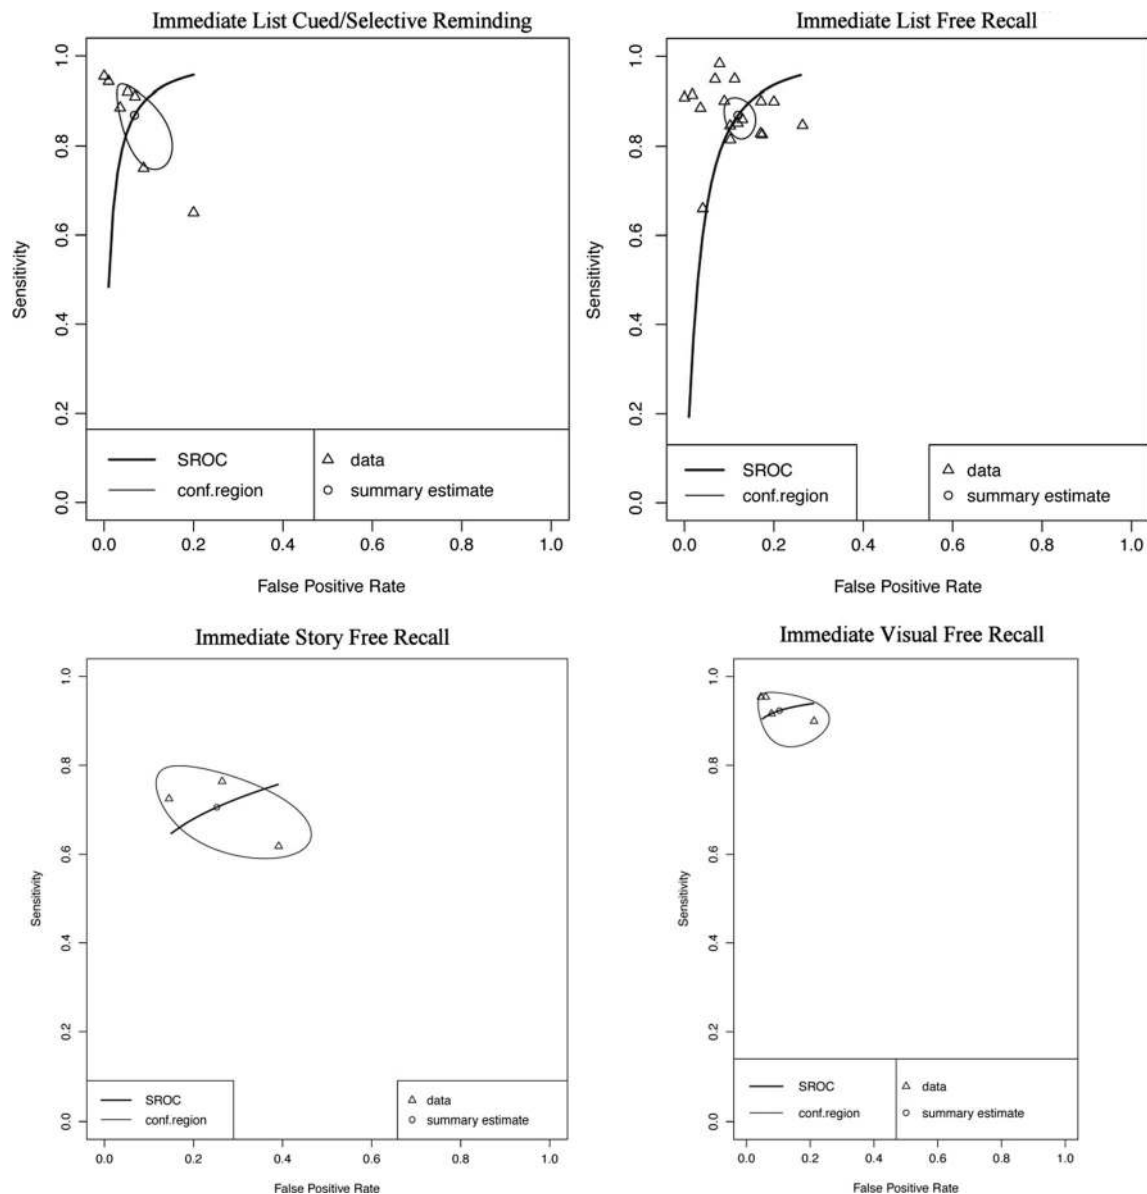 Immediate List Cued/Selective Reminding
Sensitivity
1.0
0.8
0.6
0.4
0.2
0.0
SROC
conf.region
data
summary estimate
0.0 0.2 0.4 0.6 0.8 1.0
False Positive Rate
Immediate List Free Recall
Sensitivity
1.0
0.8
0.6
0.4
0.2
0.0
SROC
conf.region
data
summary estimate
0.0 0.2 0.4 0.6 0.8 1.0
False Positive Rate
Immediate Story Free Recall
Sensitivity
1.0
0.8
0.6
0.4
0.2
0.0
SROC
conf.region
data
summary estimate
0.0 0.2 0.4 0.6 0.8 1.0
False Positive Rate
Immediate Visual Free Recall
Sensitivity
1.0
0.8
0.6
0.4
0.2
0.0
SROC
conf.region
data
summary estimate
0.0 0.2 0.4 0.6 0.8 1.0
False Positive Rate